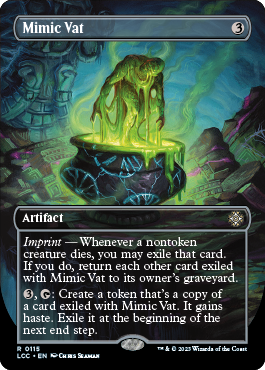 Mimic Vat 3
Artifact
Imprint — Whenever a nontoken
creature dies, you may exile that card.
If you do, return each other card exiled
with Mimic Vat to its owner's graveyard.
3, T: Create a token that's a copy of
a card exiled with Mimic Vat. It gains
haste. Exile it at the beginning of the
next end step.
R 0115
LCC • EN Chris Seaman ™ & © 2023 Wizards of the Coast